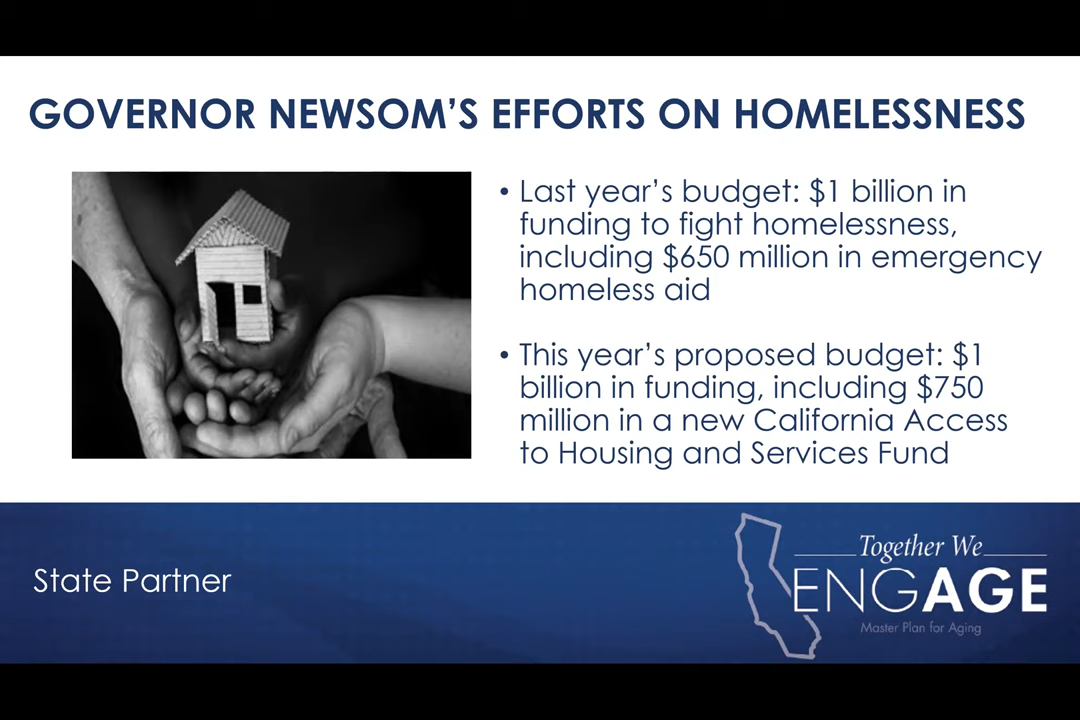 GOVERNOR NEWSOM'S EFFORTS ON HOMELESSNESS
• Last year's budget: $1 billion in
funding to fight homelessness,
including $650 million in emergency
homeless aid
• This year's proposed budget: $1
billion in funding, including $750
million in a new California Access
to Housing and Services Fund
State Partner
Together We
ENGAGE
Master Plan for Aging